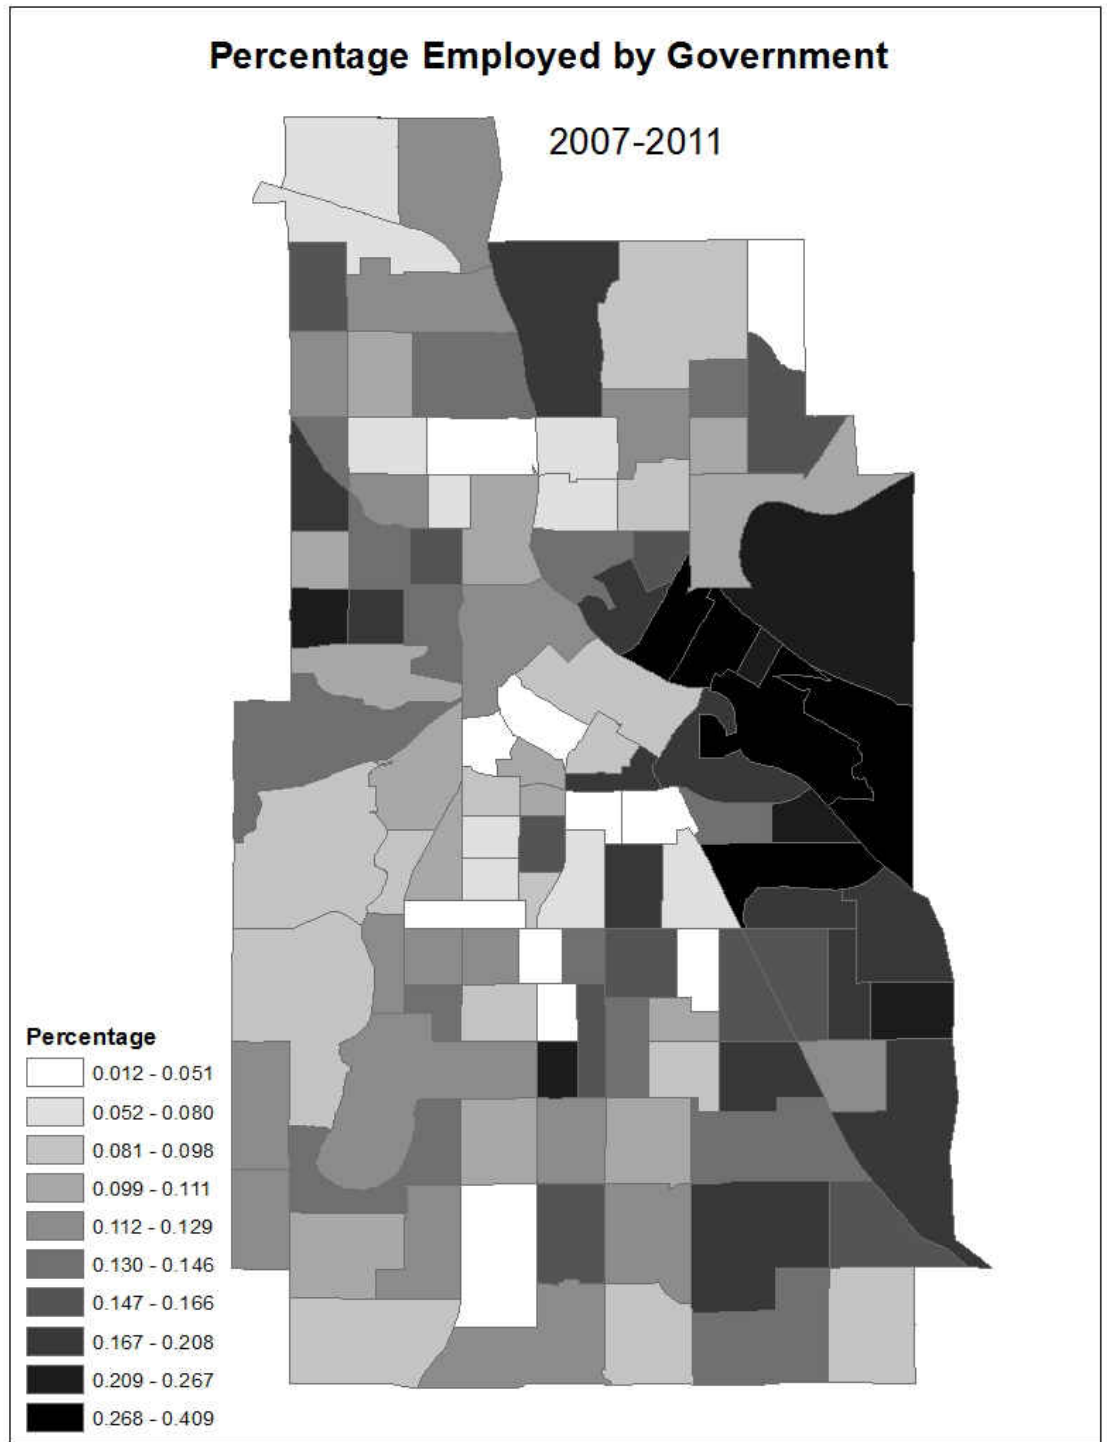 Percentage Employed by Government
2007-2011
Percentage
0.012 - 0.051
0.052 - 0.080
0.081 - 0.098
0.099 - 0.111
0.112 - 0.129
0.130 - 0.146
0.147 - 0.166
0.167 - 0.208
0.209 - 0.267
0.268 - 0.409